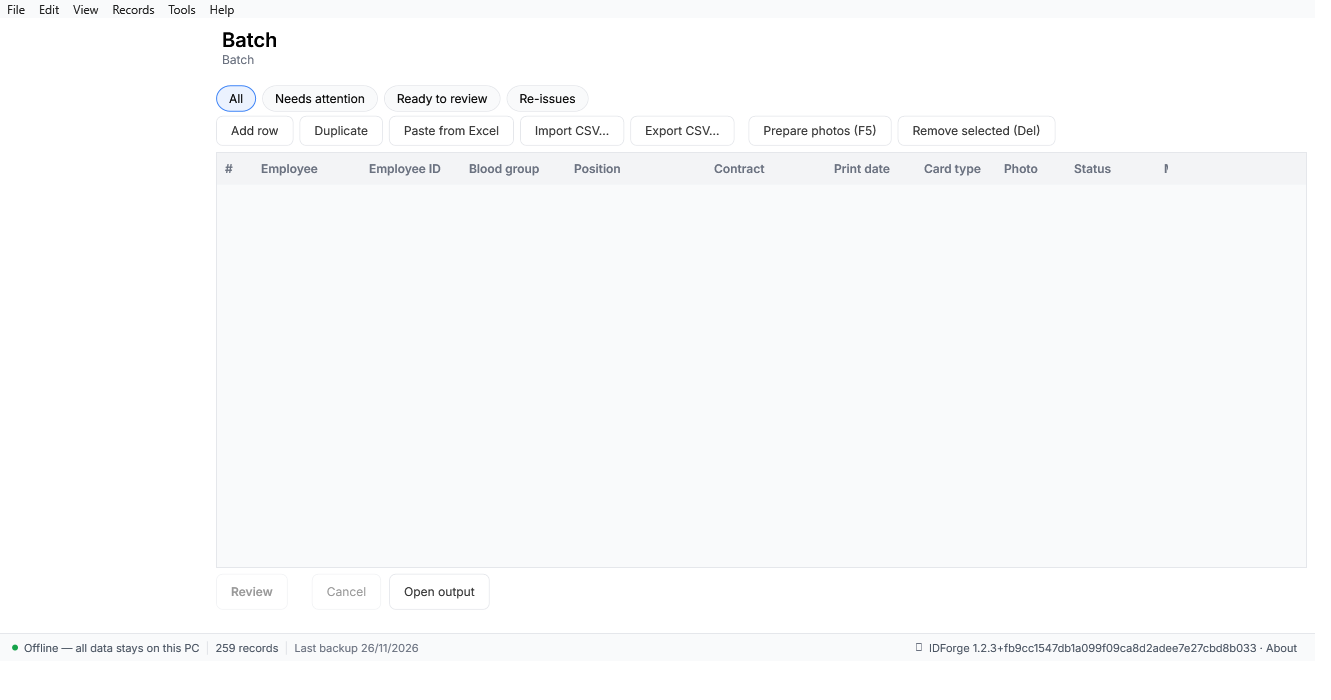 File Edit View Records Tools Help
Batch
Batch
All Needs attention Ready to review Re-issues
Add row Duplicate Paste from Excel Import CSV... Export CSV... Prepare photos (F5) Remove selected (Del)
# Employee Employee ID Blood group Position Contract Print date Card type Photo Status
Review Cancel Open output
Offline — all data stays on this PC 259 records Last backup 26/11/2026 IDForge 1.2.3+fb9cc1547db1a099f09ca8d2adee7e27cbd8b033 · About